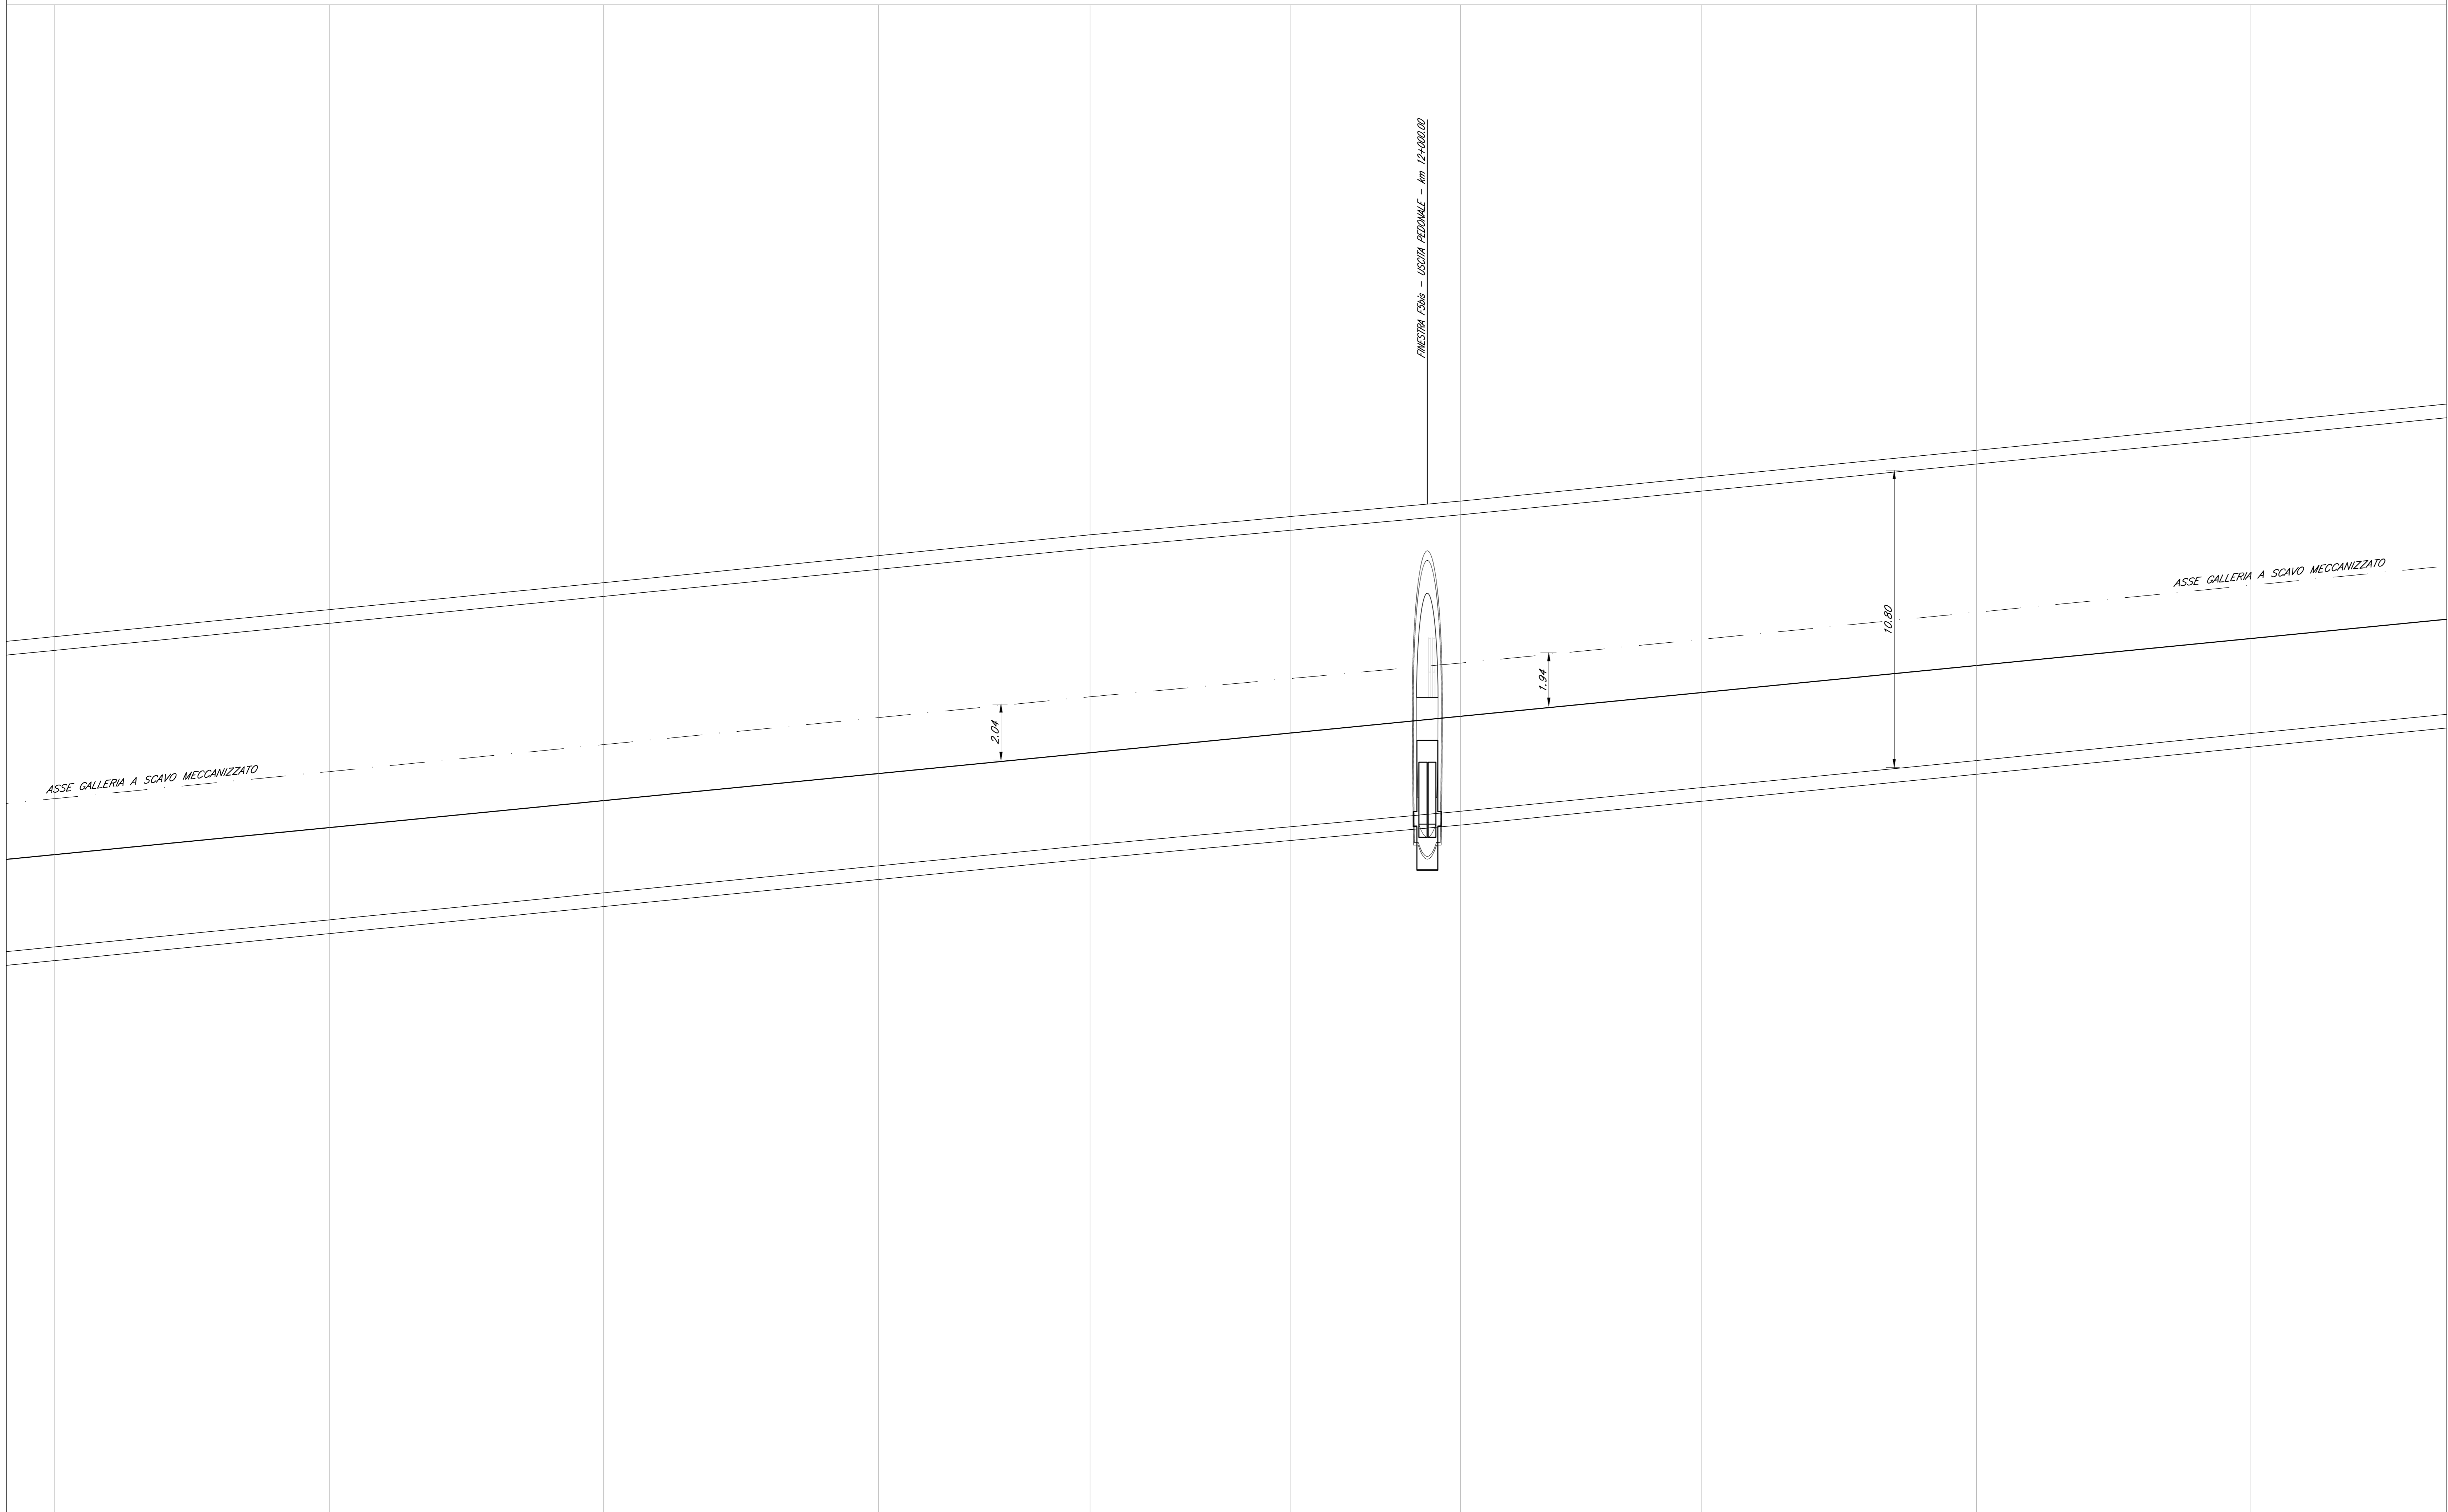 FINESTRA F5bis - USCITA PEDONALE - km 12+000.00
ASSE GALLERIA A SCAVO MECCANIZZATO
10.80
1.94
2.04
ASSE GALLERIA A SCAVO MECCANIZZATO